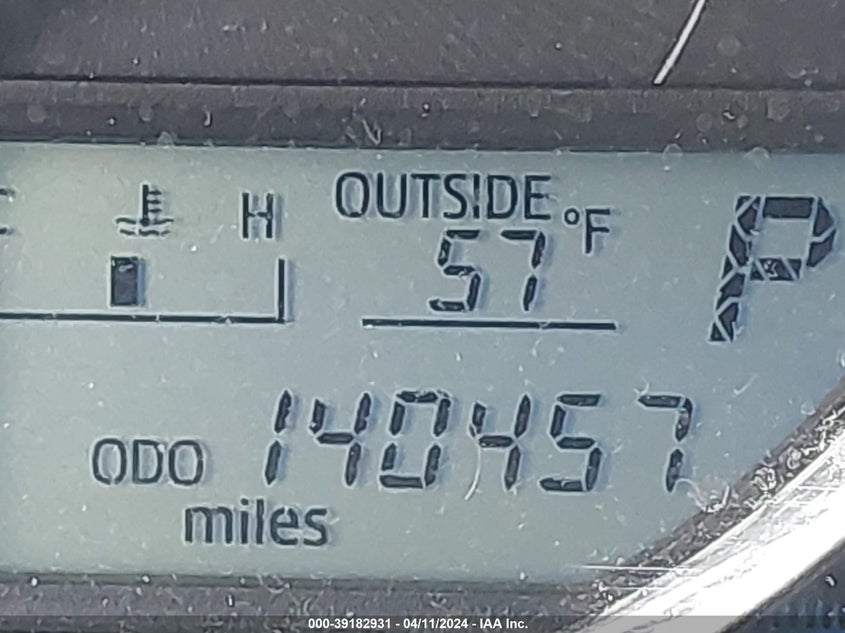 H
OUTSIDE
57 °F
P
ODO 140457
miles
000-39182931 - 04/11/2024 - IAA Inc.